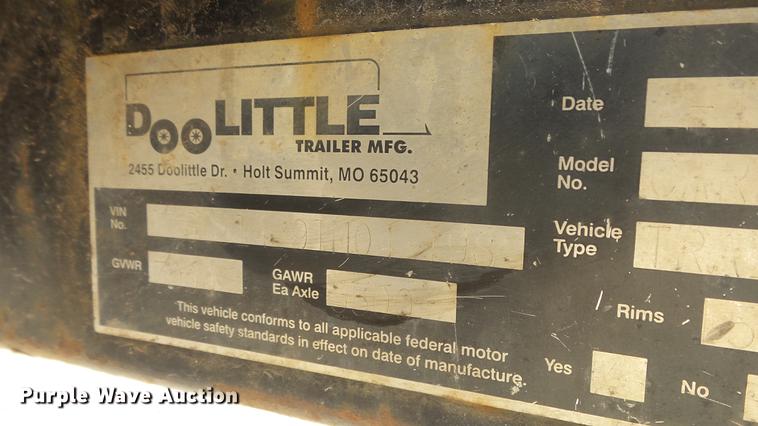 DOOLITTLE
TRAILER MFG.
2455 Doolittle Dr. • Holt Summit, MO 65043
VIN
No.
GVWR
GAWR
Ea Axle
This vehicle conforms to all applicable federal motor
vehicle safety standards in effect on date of manufacture.
Date
Model
No.
Vehicle
Type
Rims
Yes
No
Purple Wave Auction